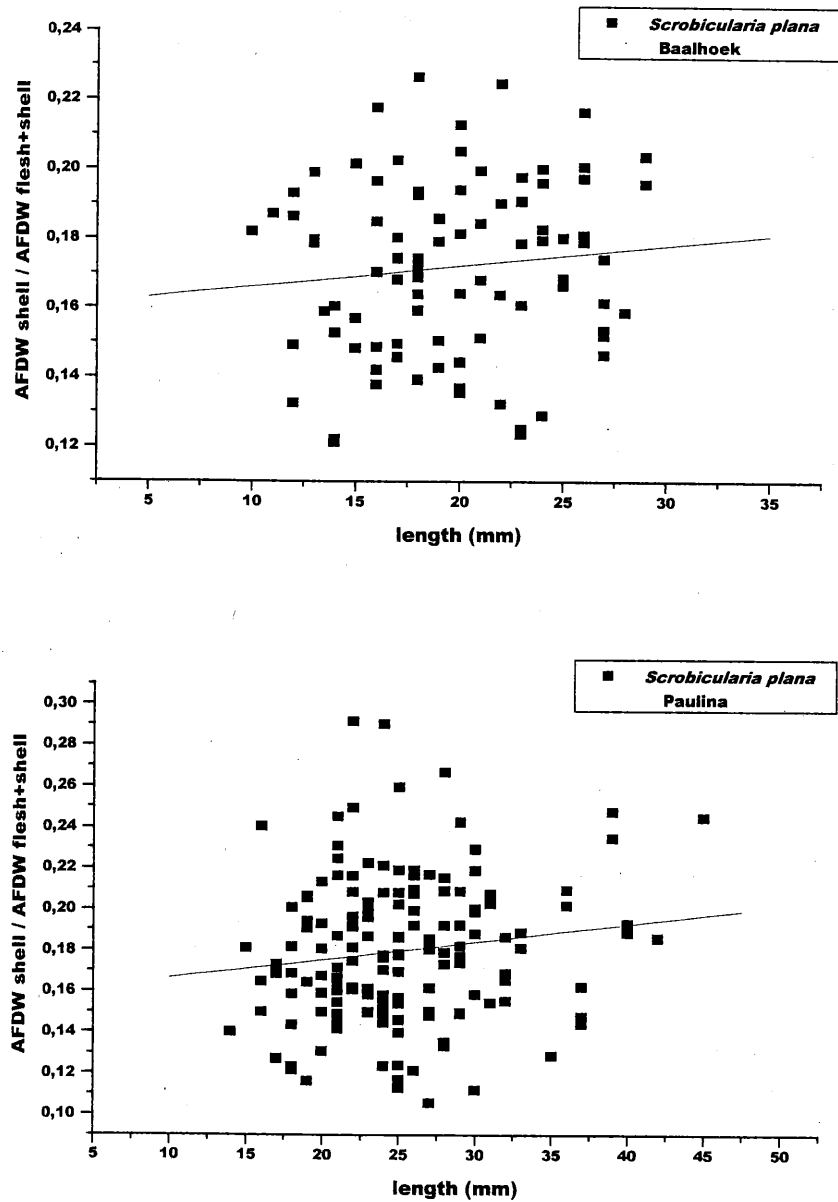 Scrobicularia plana
Baalhoek
AFDW shell / AFDW flesh+shell
0,24
0,22
0,20
0,18
0,16
0,14
0,12
5 10 15 20 25 30 35
length (mm)
Scrobicularia plana
Paulina
AFDW shell / AFDW flesh+shell
0,30
0,28
0,26
0,24
0,22
0,20
0,18
0,16
0,14
0,12
0,10
5 10 15 20 25 30 35 40 45 50
length (mm)